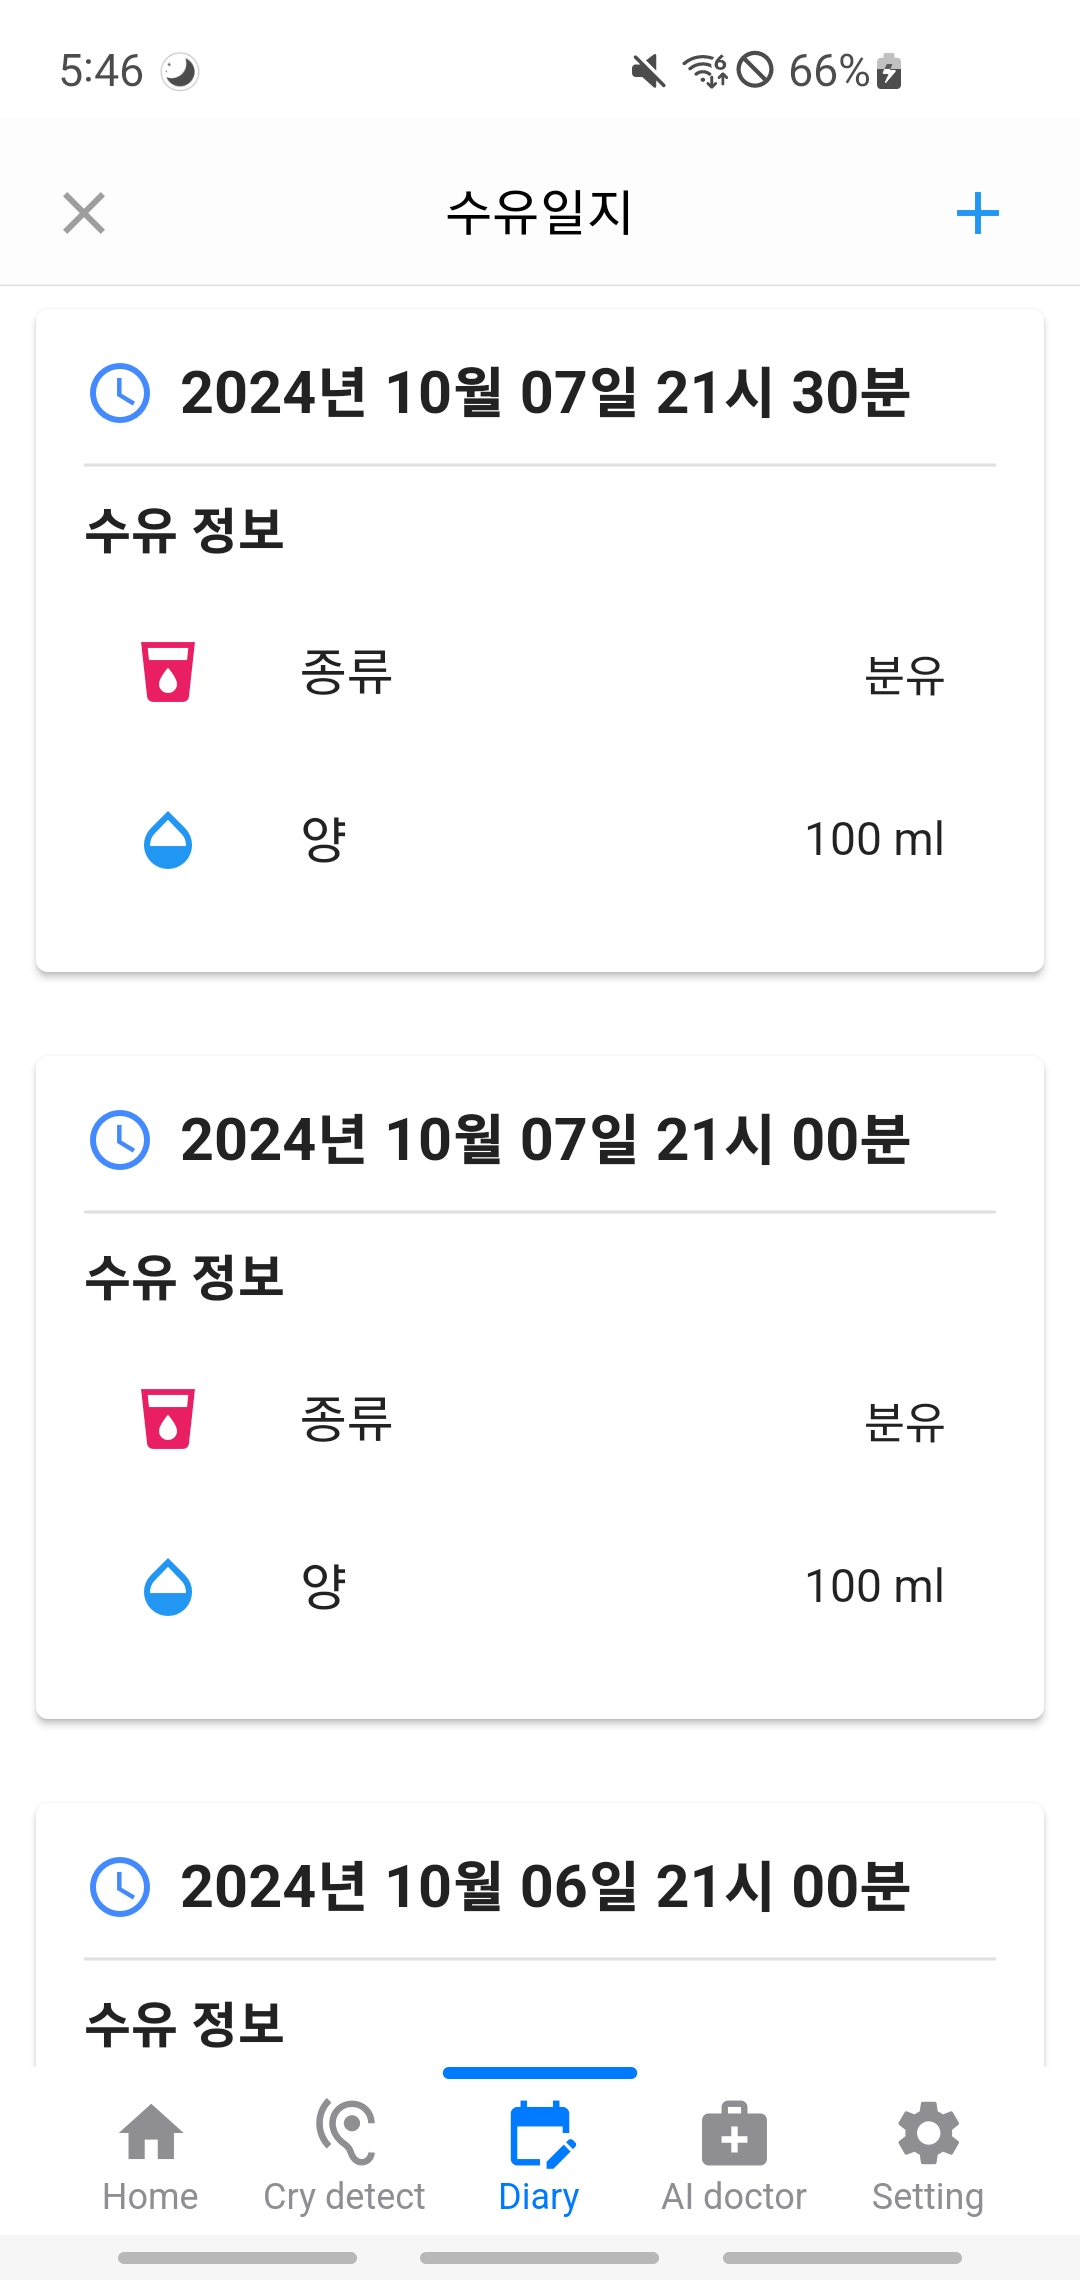 5:46 66%
수유일지
2024년 10월 07일 21시 30분
수유 정보
종류 분유
양 100 ml
2024년 10월 07일 21시 00분
수유 정보
종류 분유
양 100 ml
2024년 10월 06일 21시 00분
수유 정보
Home Cry detect Diary AI doctor Setting